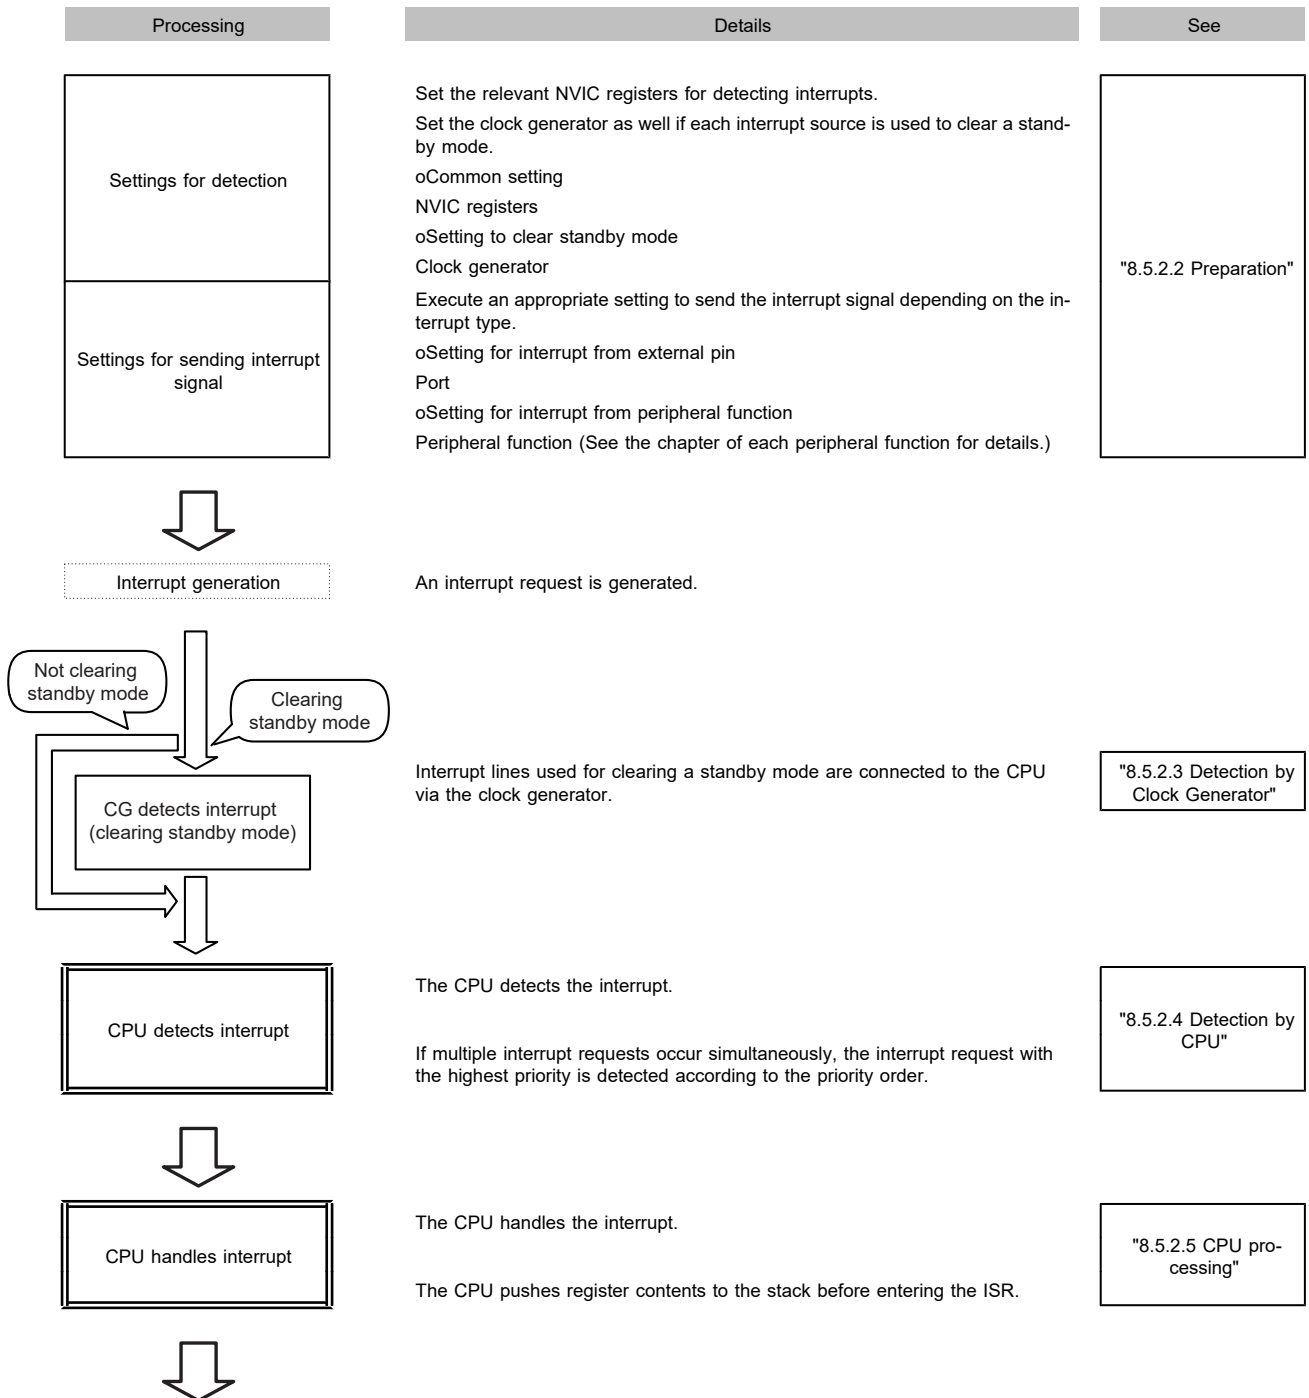 Processing
Details
See
Settings for detection
Set the relevant NVIC registers for detecting interrupts.
Set the clock generator as well if each interrupt source is used to clear a stand-
by mode.
oCommon setting
NVIC registers
oSetting to clear standby mode
Clock generator
"8.5.2.2 Preparation"
Settings for sending interrupt
signal
Execute an appropriate setting to send the interrupt signal depending on the in-
terrupt type.
oSetting for interrupt from external pin
Port
oSetting for interrupt from peripheral function
Peripheral function (See the chapter of each peripheral function for details.)
Interrupt generation
An interrupt request is generated.
Not clearing
standby mode
Clearing
standby mode
CG detects interrupt
(clearing standby mode)
Interrupt lines used for clearing a standby mode are connected to the CPU
via the clock generator.
"8.5.2.3 Detection by
Clock Generator"
CPU detects interrupt
The CPU detects the interrupt.
If multiple interrupt requests occur simultaneously, the interrupt request with
the highest priority is detected according to the priority order.
"8.5.2.4 Detection by
CPU"
CPU handles interrupt
The CPU handles the interrupt.
The CPU pushes register contents to the stack before entering the ISR.
"8.5.2.5 CPU pro-
cessing"